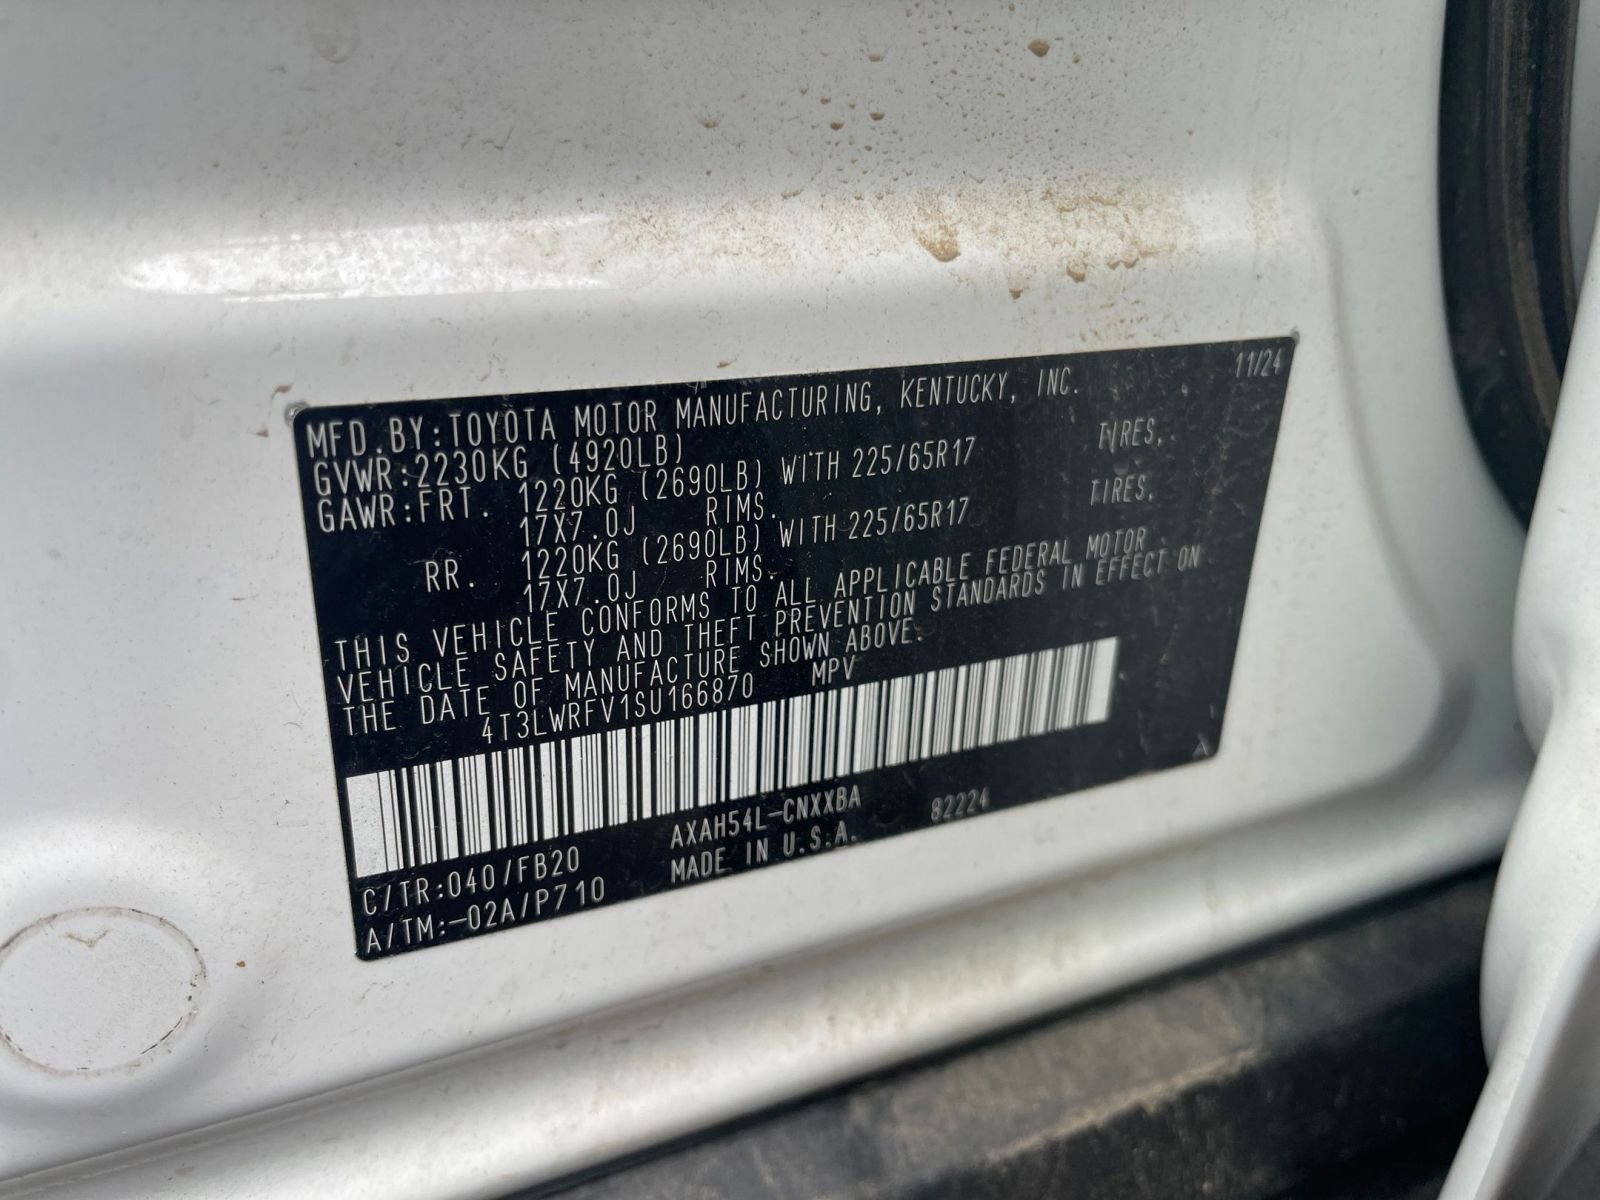 11/24
MFD.BY:TOYOTA MOTOR MANUFACTURING, KENTUCKY, INC.
GVWR:2230KG (4920LB)
GAWR:FRT. 1220KG (2690LB) WITH 225/65R17 TIRES,
17X7.0J RIMS.
RR. 1220KG (2690LB) WITH 225/65R17 TIRES,
17X7.0J RIMS.
THIS VEHICLE CONFORMS TO ALL APPLICABLE FEDERAL MOTOR
VEHICLE SAFETY AND THEFT PREVENTION STANDARDS IN EFFECT ON
THE DATE OF MANUFACTURE SHOWN ABOVE.
4T3LWRFV1SU166870 MPV
C/TR:040/FB20 AXAH54L-CNXXBA 82224
A/TM:-02A/P710 MADE IN U.S.A.
A